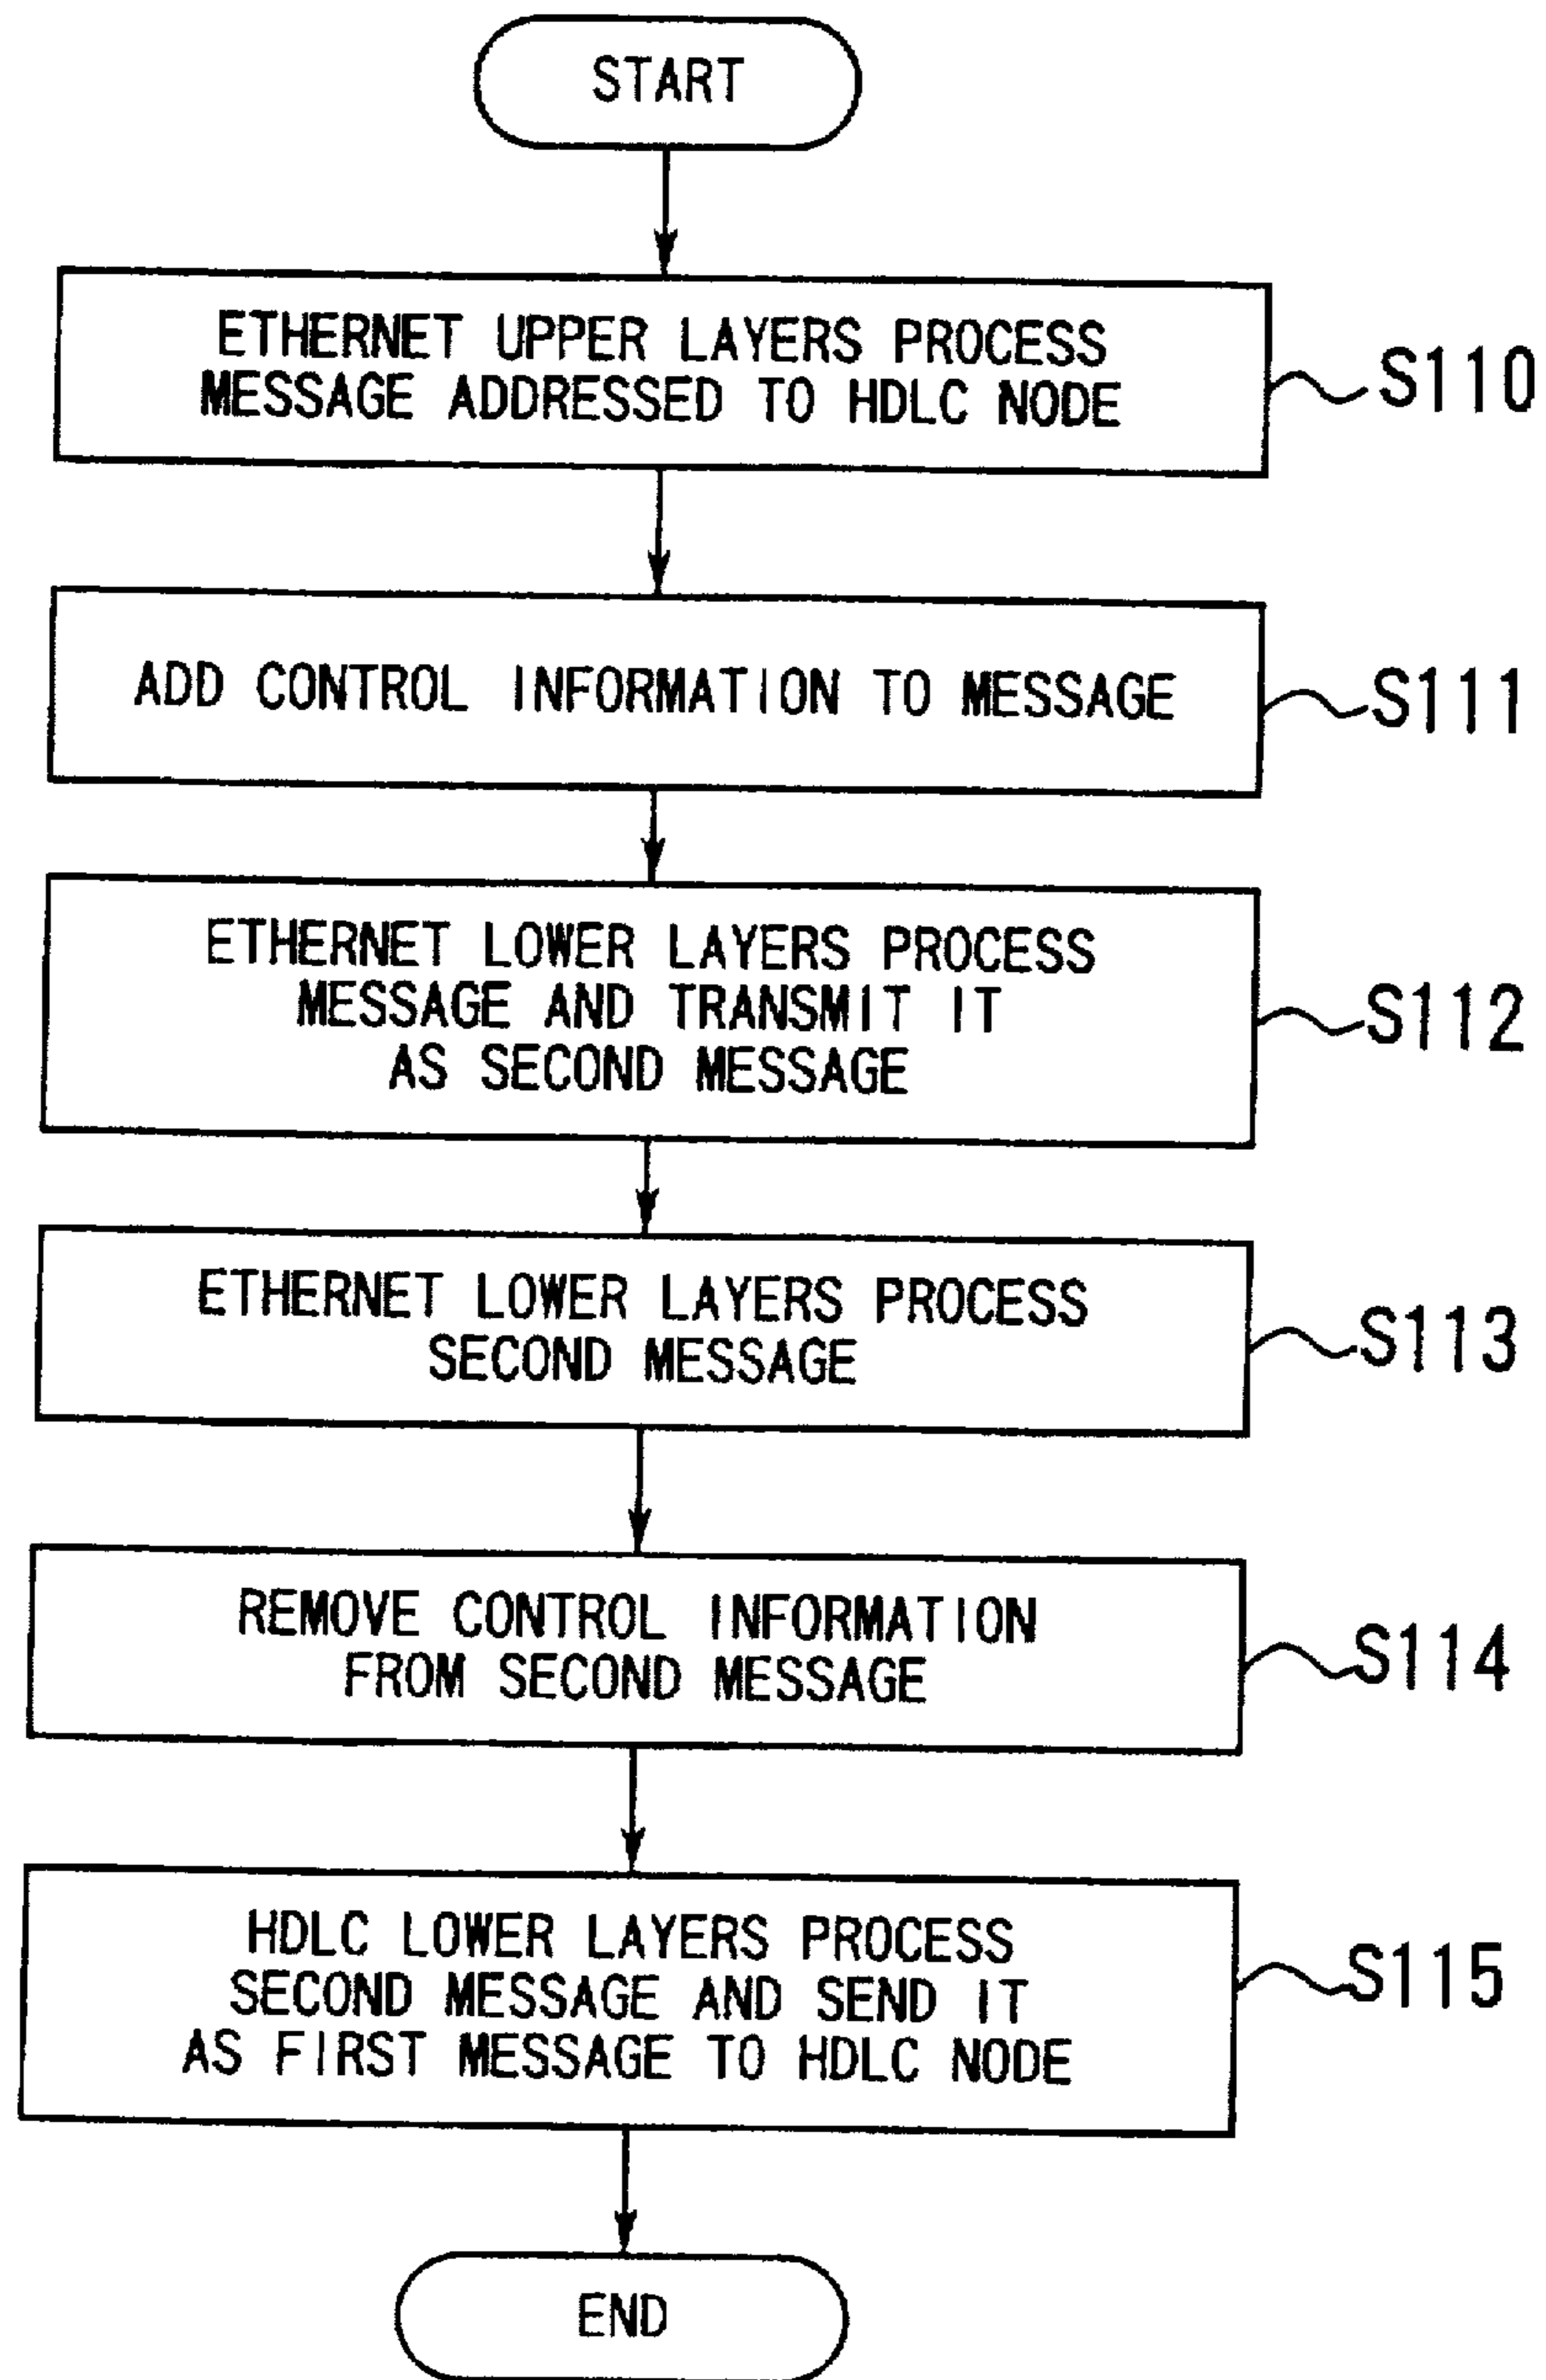 START
ETHERNET UPPER LAYERS PROCESS
MESSAGE ADDRESSED TO HDLC NODE
S110
ADD CONTROL INFORMATION TO MESSAGE
S111
ETHERNET LOWER LAYERS PROCESS
MESSAGE AND TRANSMIT IT
AS SECOND MESSAGE
S112
ETHERNET LOWER LAYERS PROCESS
SECOND MESSAGE
S113
REMOVE CONTROL INFORMATION
FROM SECOND MESSAGE
S114
HDLC LOWER LAYERS PROCESS
SECOND MESSAGE AND SEND IT
AS FIRST MESSAGE TO HDLC NODE
S115
END